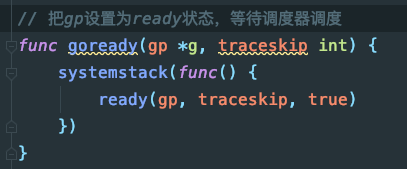 // 把gp设置为ready状态，等待调度器调度
func goready(gp *g, traceskip int) {
    systemstack(func() {
        ready(gp, traceskip, true)
    })
}